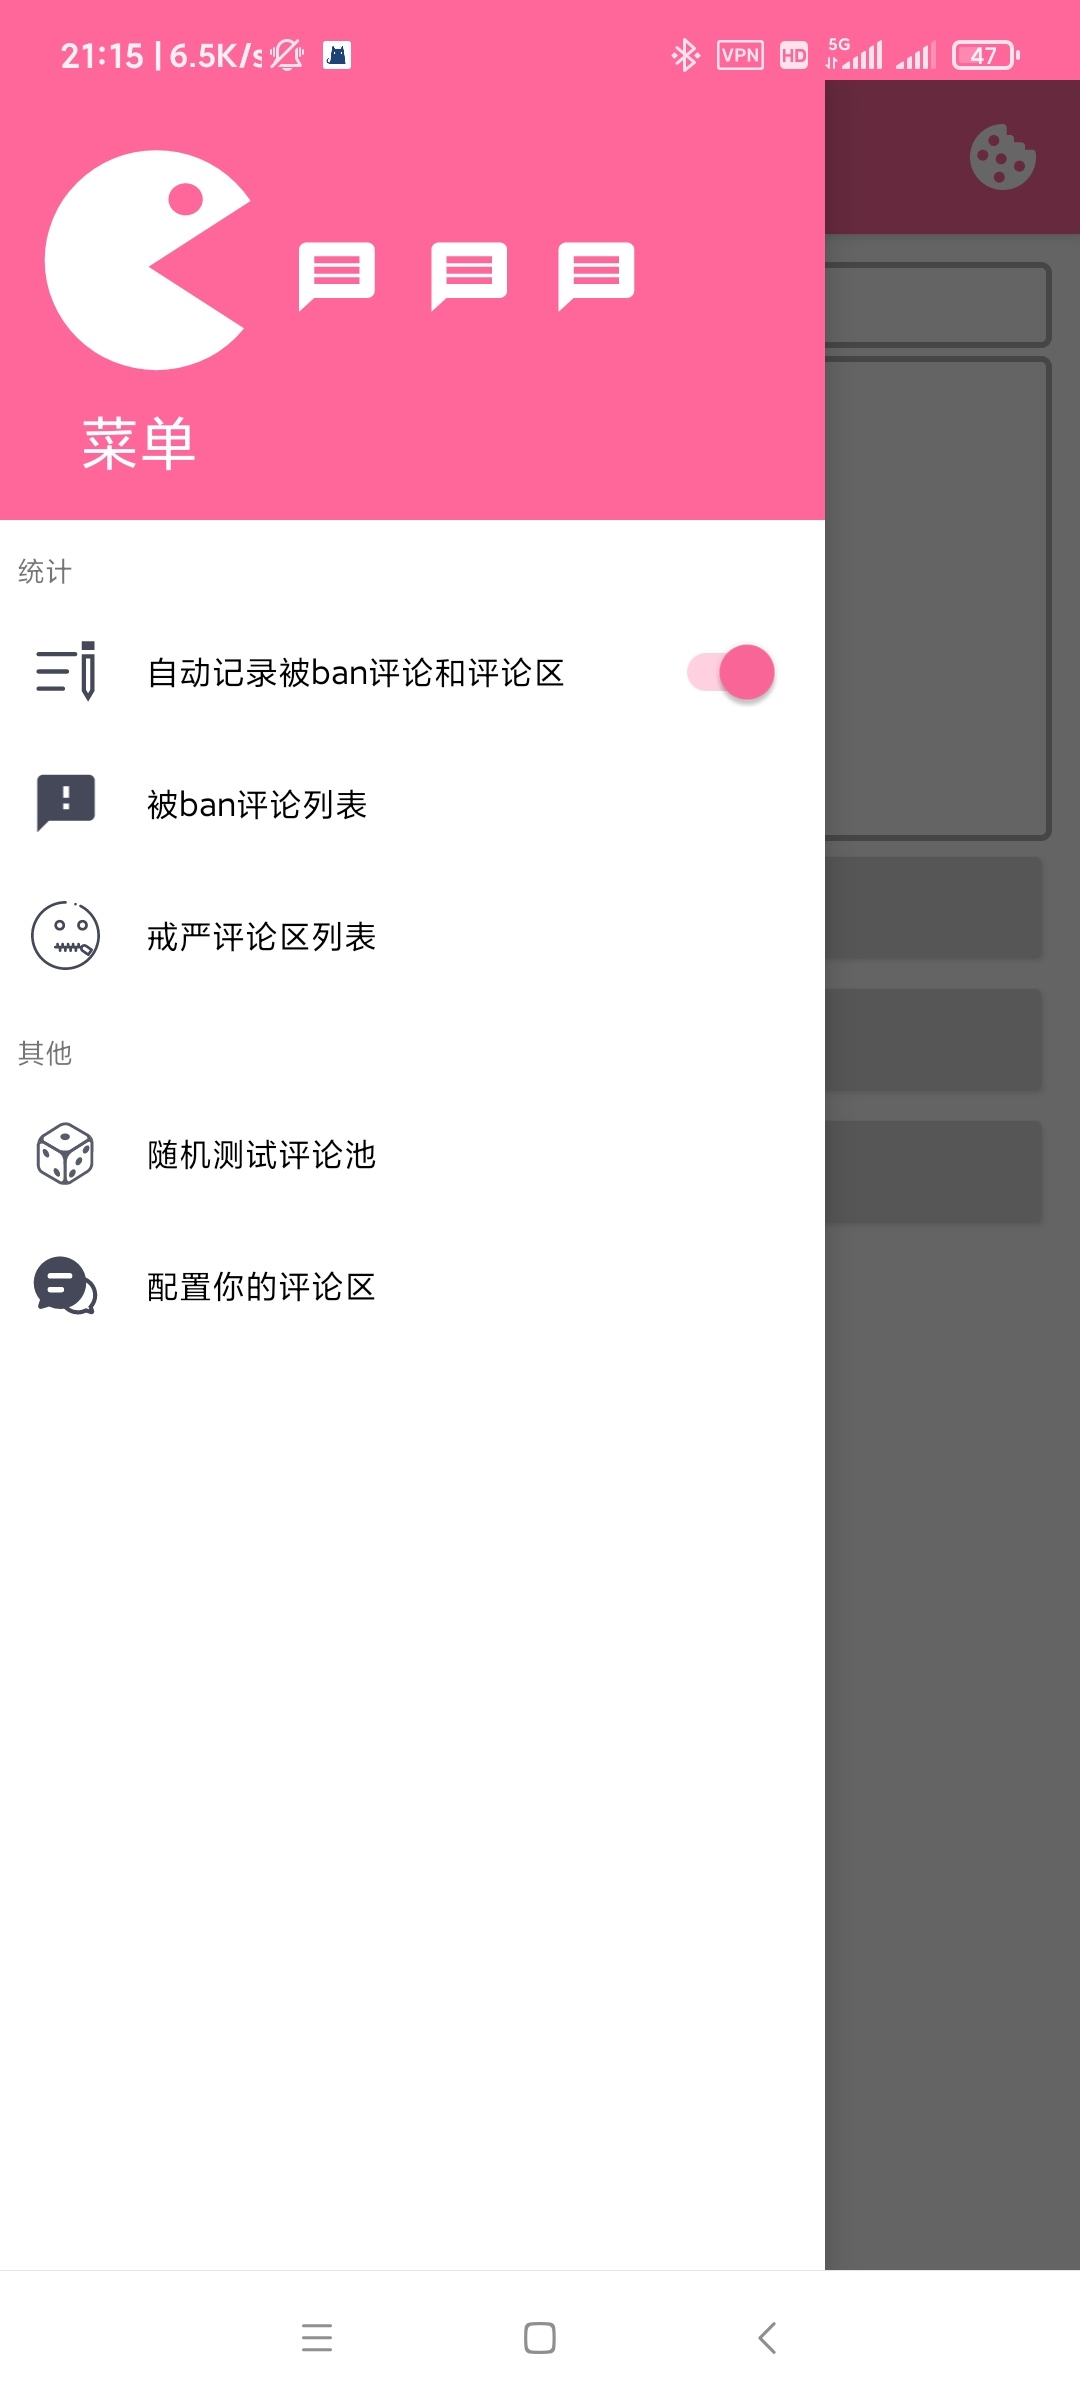 21:15 | 6.5K/s
VPN HD 5G 47
菜单
统计
自动记录被ban评论和评论区
被ban评论列表
戒严评论区列表
其他
随机测试评论池
配置你的评论区